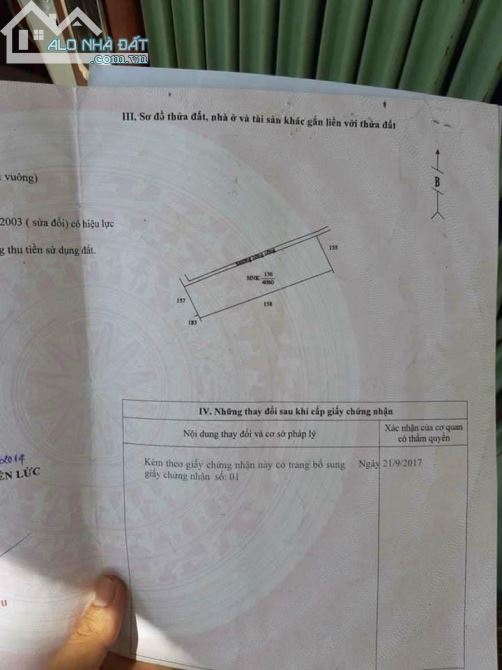 ALO NHÀ ĐẤT
.com.vn
III. Sơ đồ thửa đất, nhà ở và tài sản khác gắn liền với thửa đất
vuông)
B
2003 ( sửa đổi) có hiệu lực
g thu tiền sử dụng đất.
155
HNK 156
4060
157
158
183
IV. Những thay đổi sau khi cấp giấy chứng nhận
Nội dung thay đổi và cơ sở pháp lý
Xác nhận của cơ quan
có thẩm quyền
Kèm theo giấy chứng nhận này có trang bổ sung
giấy chứng nhận số: 01
Ngày 21/9/2017
2014
ÊN LỨC